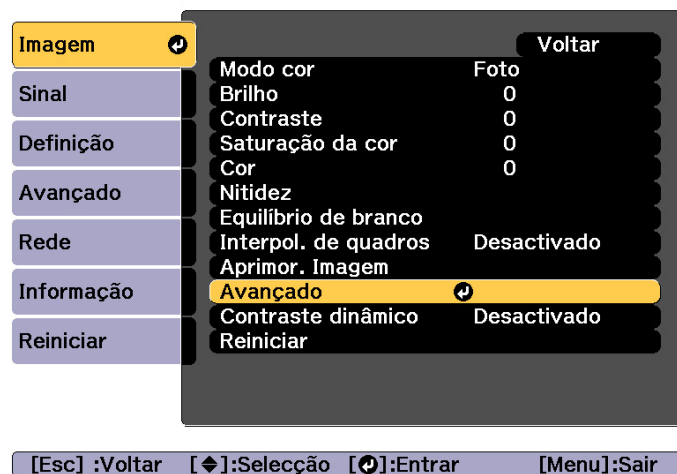 Imagem
Sinal
Definição
Avançado
Rede
Informação
Reiniciar
Voltar
Modo cor Foto
Brilho 0
Contraste 0
Saturação da cor 0
Cor 0
Nitidez
Equilíbrio de branco
Interpol. de quadros Desactivado
Aprimor. Imagem
Avançado
Contraste dinâmico Desactivado
Reiniciar
[Esc] :Voltar [◆]:Selecção [↵]:Entrar [Menu]:Sair